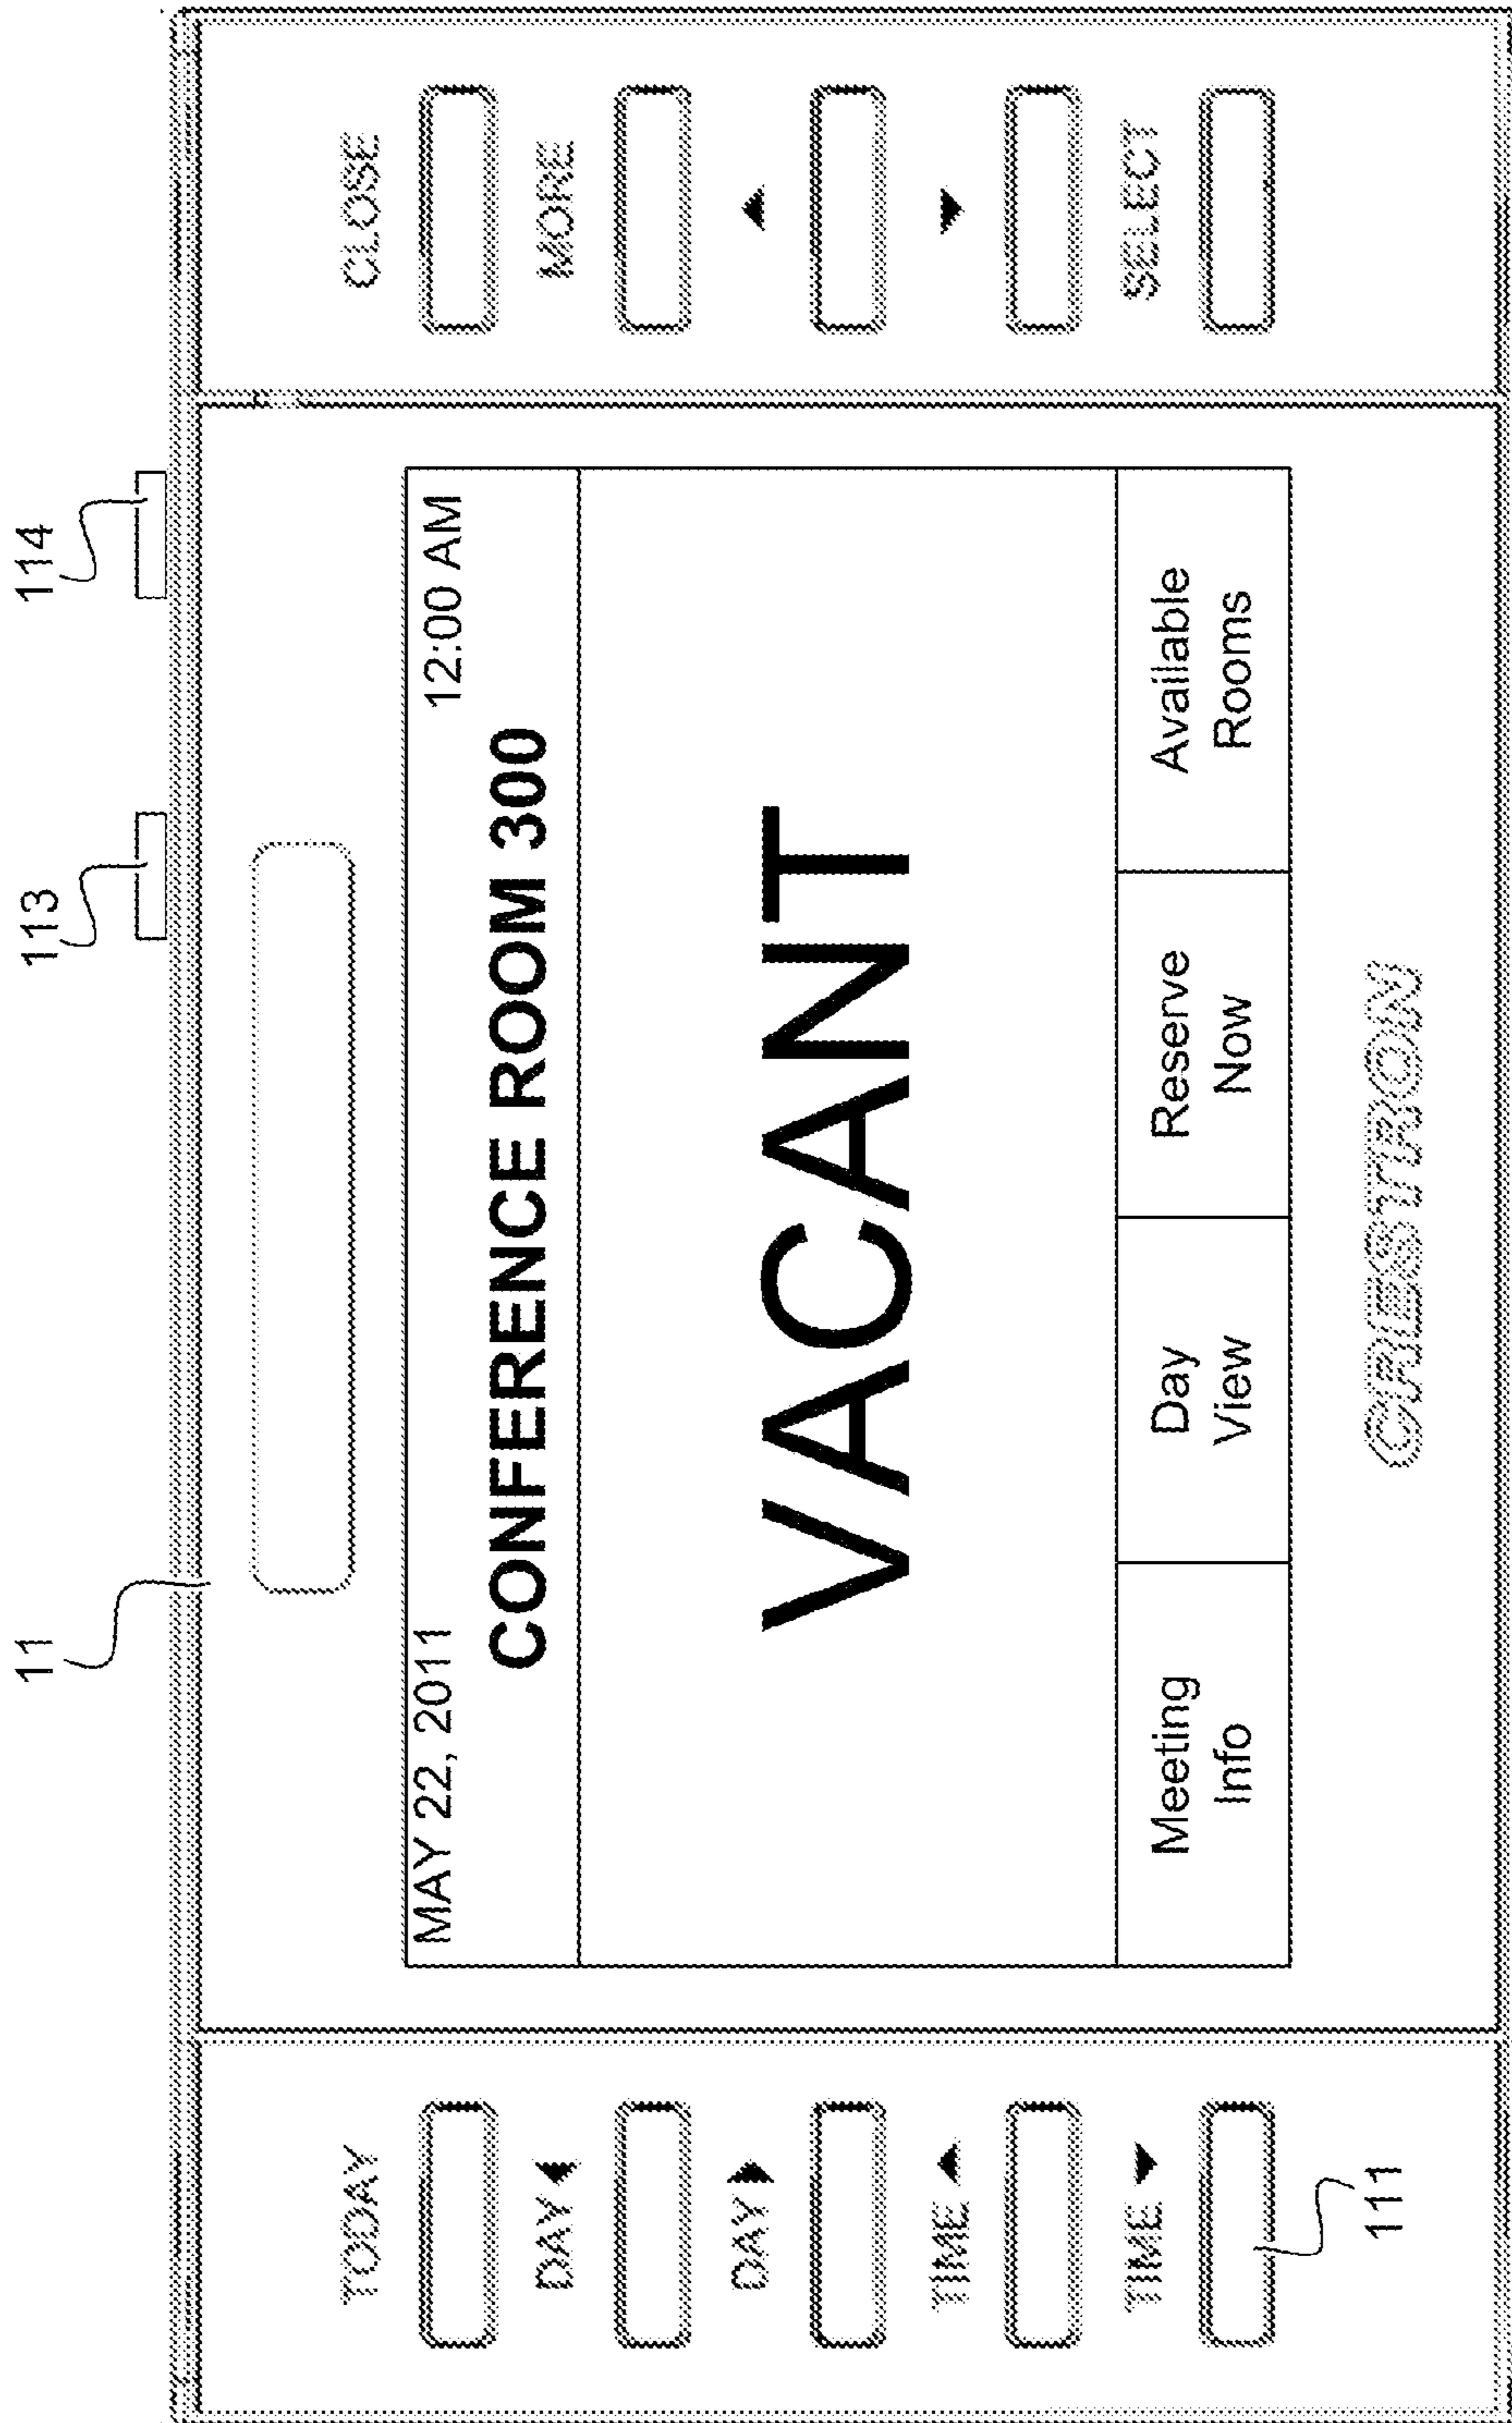 11
113
114
TODAY
DAY ◀
DAY ▶
TIME ▲
TIME ▼
111
MAY 22, 2011
12:00 AM
CONFERENCE ROOM 300
VACANT
Meeting
Info
Day
View
Reserve
Now
Available
Rooms
CRESTRON
CLOSE
MORE
▲
▼
SELECT